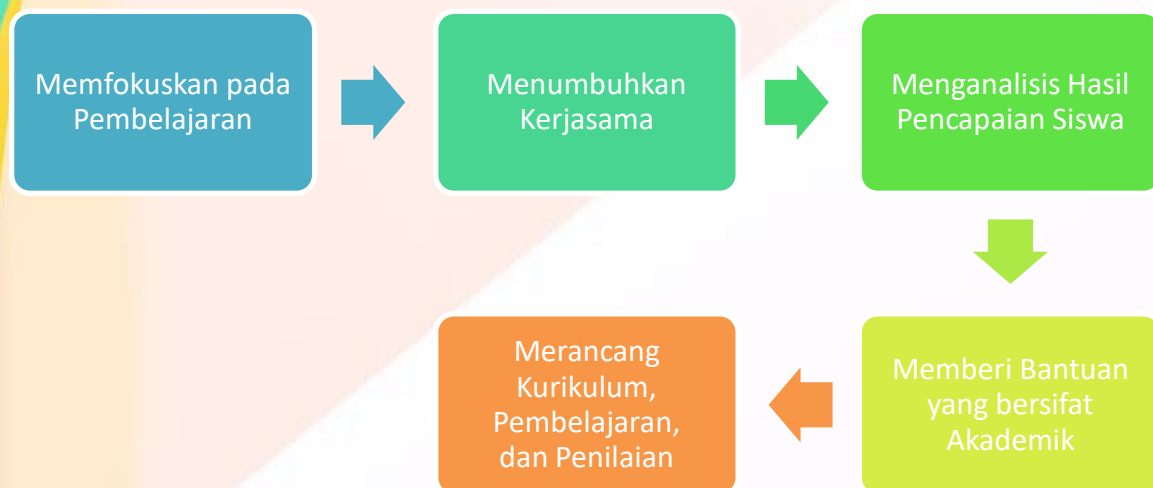 Memfokuskan pada
Pembelajaran
Menumbuhkan
Kerjasama
Menganalisis Hasil
Pencapaian Siswa
Memberi Bantuan
yang bersifat
Akademik
Merancang
Kurikulum,
Pembelajaran,
dan Penilaian